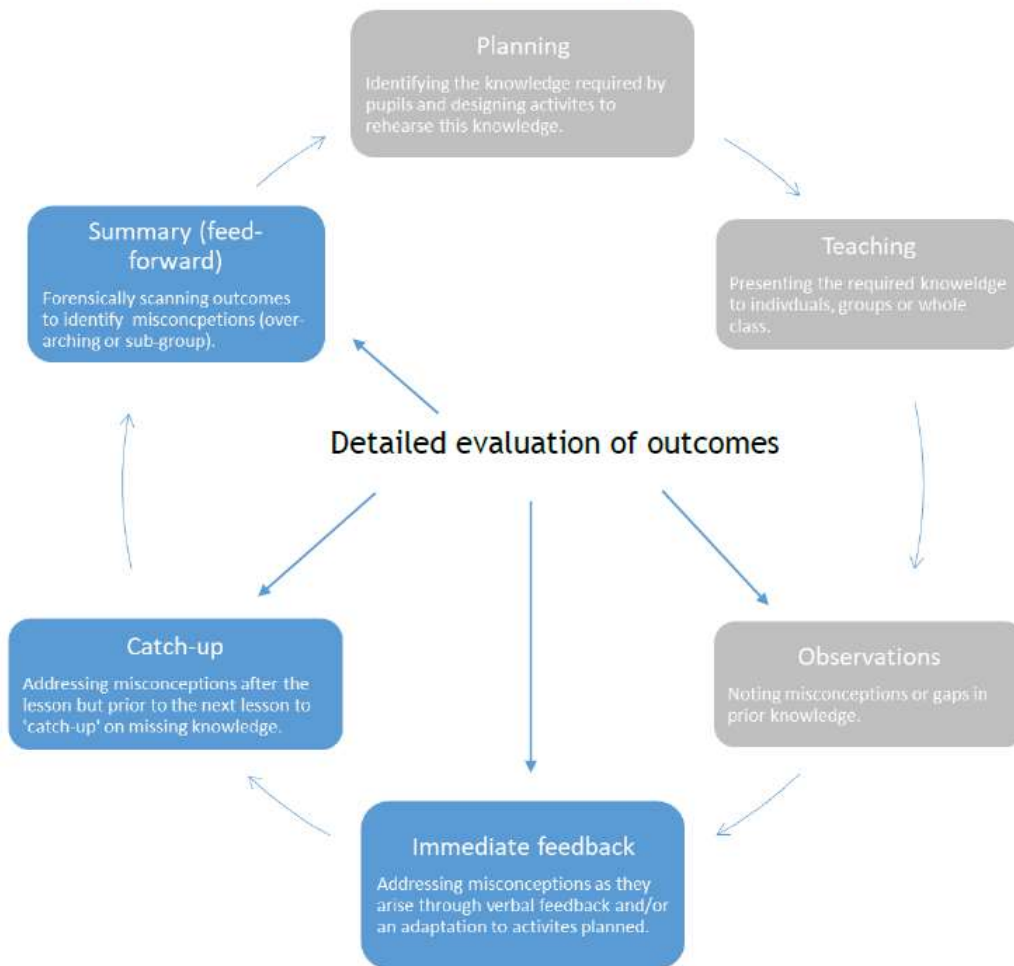 Planning
Identifying the knowledge required by
pupils and designing activites to
rehearse this knowledge.
Teaching
Presenting the required knoweldge
to indivduals, groups or whole
class.
Observations
Noting misconceptions or gaps in
prior knowledge.
Immediate feedback
Addressing misconceptions as they
arise through verbal feedback and/or
an adaptation to activites planned.
Catch-up
Addressing misconceptions after the
lesson but prior to the next lesson to
'catch-up' on missing knowledge.
Summary (feed-
forward)
Forensically scanning outcomes
to identify misconcpetions (over-
arching or sub-group).
Detailed evaluation of outcomes